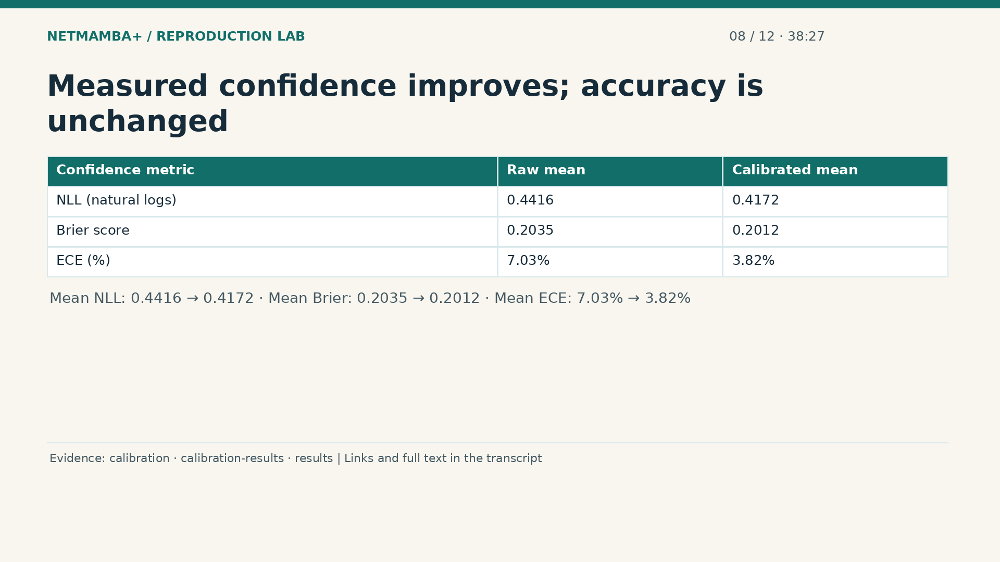 NETMAMBA+ / REPRODUCTION LAB
08 / 12 · 38:27
Measured confidence improves; accuracy is
unchanged
Confidence metric Raw mean Calibrated mean
NLL (natural logs) 0.4416 0.4172
Brier score 0.2035 0.2012
ECE (%) 7.03% 3.82%
Mean NLL: 0.4416 → 0.4172 · Mean Brier: 0.2035 → 0.2012 · Mean ECE: 7.03% → 3.82%
Evidence: calibration · calibration-results · results | Links and full text in the transcript